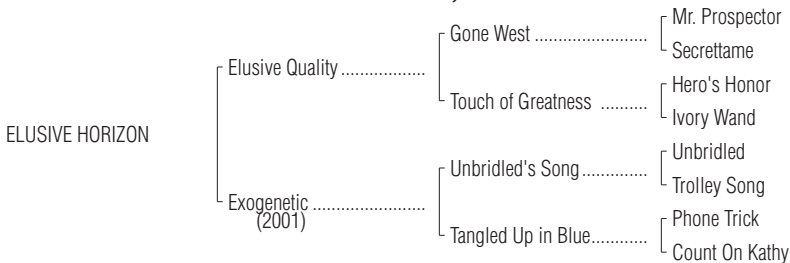 Mr. Prospector
Gone West ......................
Secrettame
Elusive Quality .................
Hero's Honor
Touch of Greatness ..........
Ivory Wand
ELUSIVE HORIZON
Unbridled
Unbridled's Song..............
Trolley Song
Exogenetic .......................
(2001)
Phone Trick
Tangled Up in Blue............
Count On Kathy